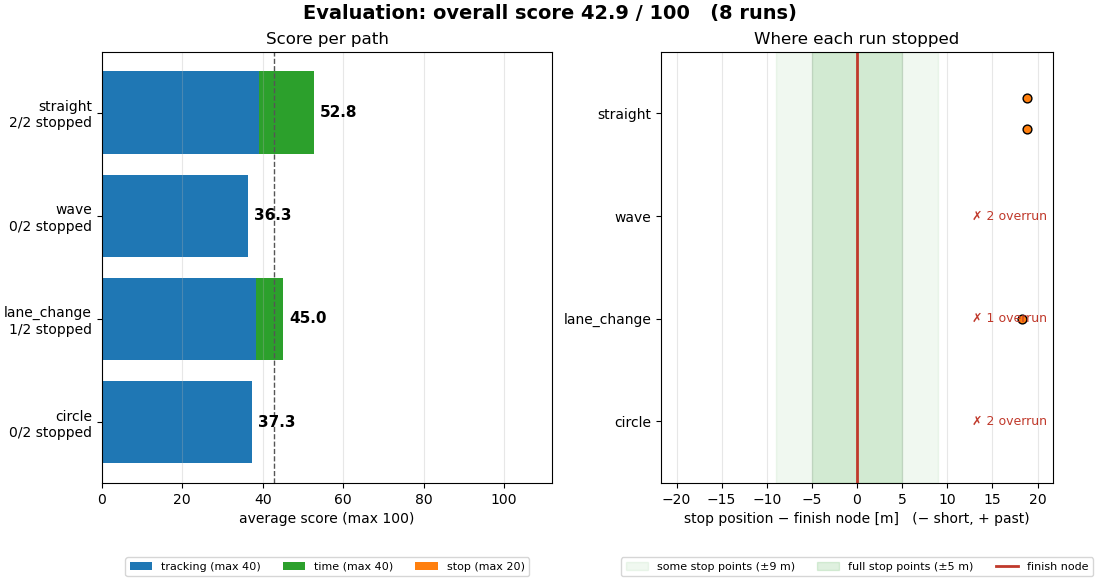 Evaluation: overall score 42.9 / 100 (8 runs)
Score per path
straight
2/2 stopped
52.8
wave
0/2 stopped
36.3
lane_change
1/2 stopped
45.0
circle
0/2 stopped
37.3
0 20 40 60 80 100
average score (max 100)
tracking (max 40) time (max 40) stop (max 20)
Where each run stopped
straight
wave
✗ 2 overrun
lane_change
✗ 1 overrun
circle
✗ 2 overrun
−20 −15 −10 −5 0 5 10 15 20
stop position − finish node [m] (− short, + past)
some stop points (±9 m) full stop points (±5 m) finish node